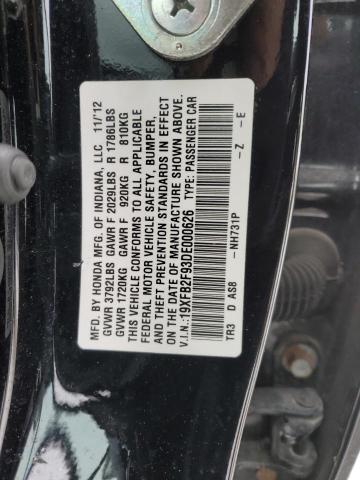 MFD. BY HONDA MFG. OF INDIANA, LLC 11/12
GVWR 3792LBS GAWR F 2029LBS R 1786LBS
GVWR 1720KG GAWR F 920KG R 810KG
THIS VEHICLE CONFORMS TO ALL APPLICABLE
FEDERAL MOTOR VEHICLE SAFETY, BUMPER,
AND THEFT PREVENTION STANDARDS IN EFFECT
ON THE DATE OF MANUFACTURE SHOWN ABOVE.
V.I.N.:19XFB2F93DE000626 TYPE: PASSENGER CAR
-NH731P -Z -E
TR3 D AS8